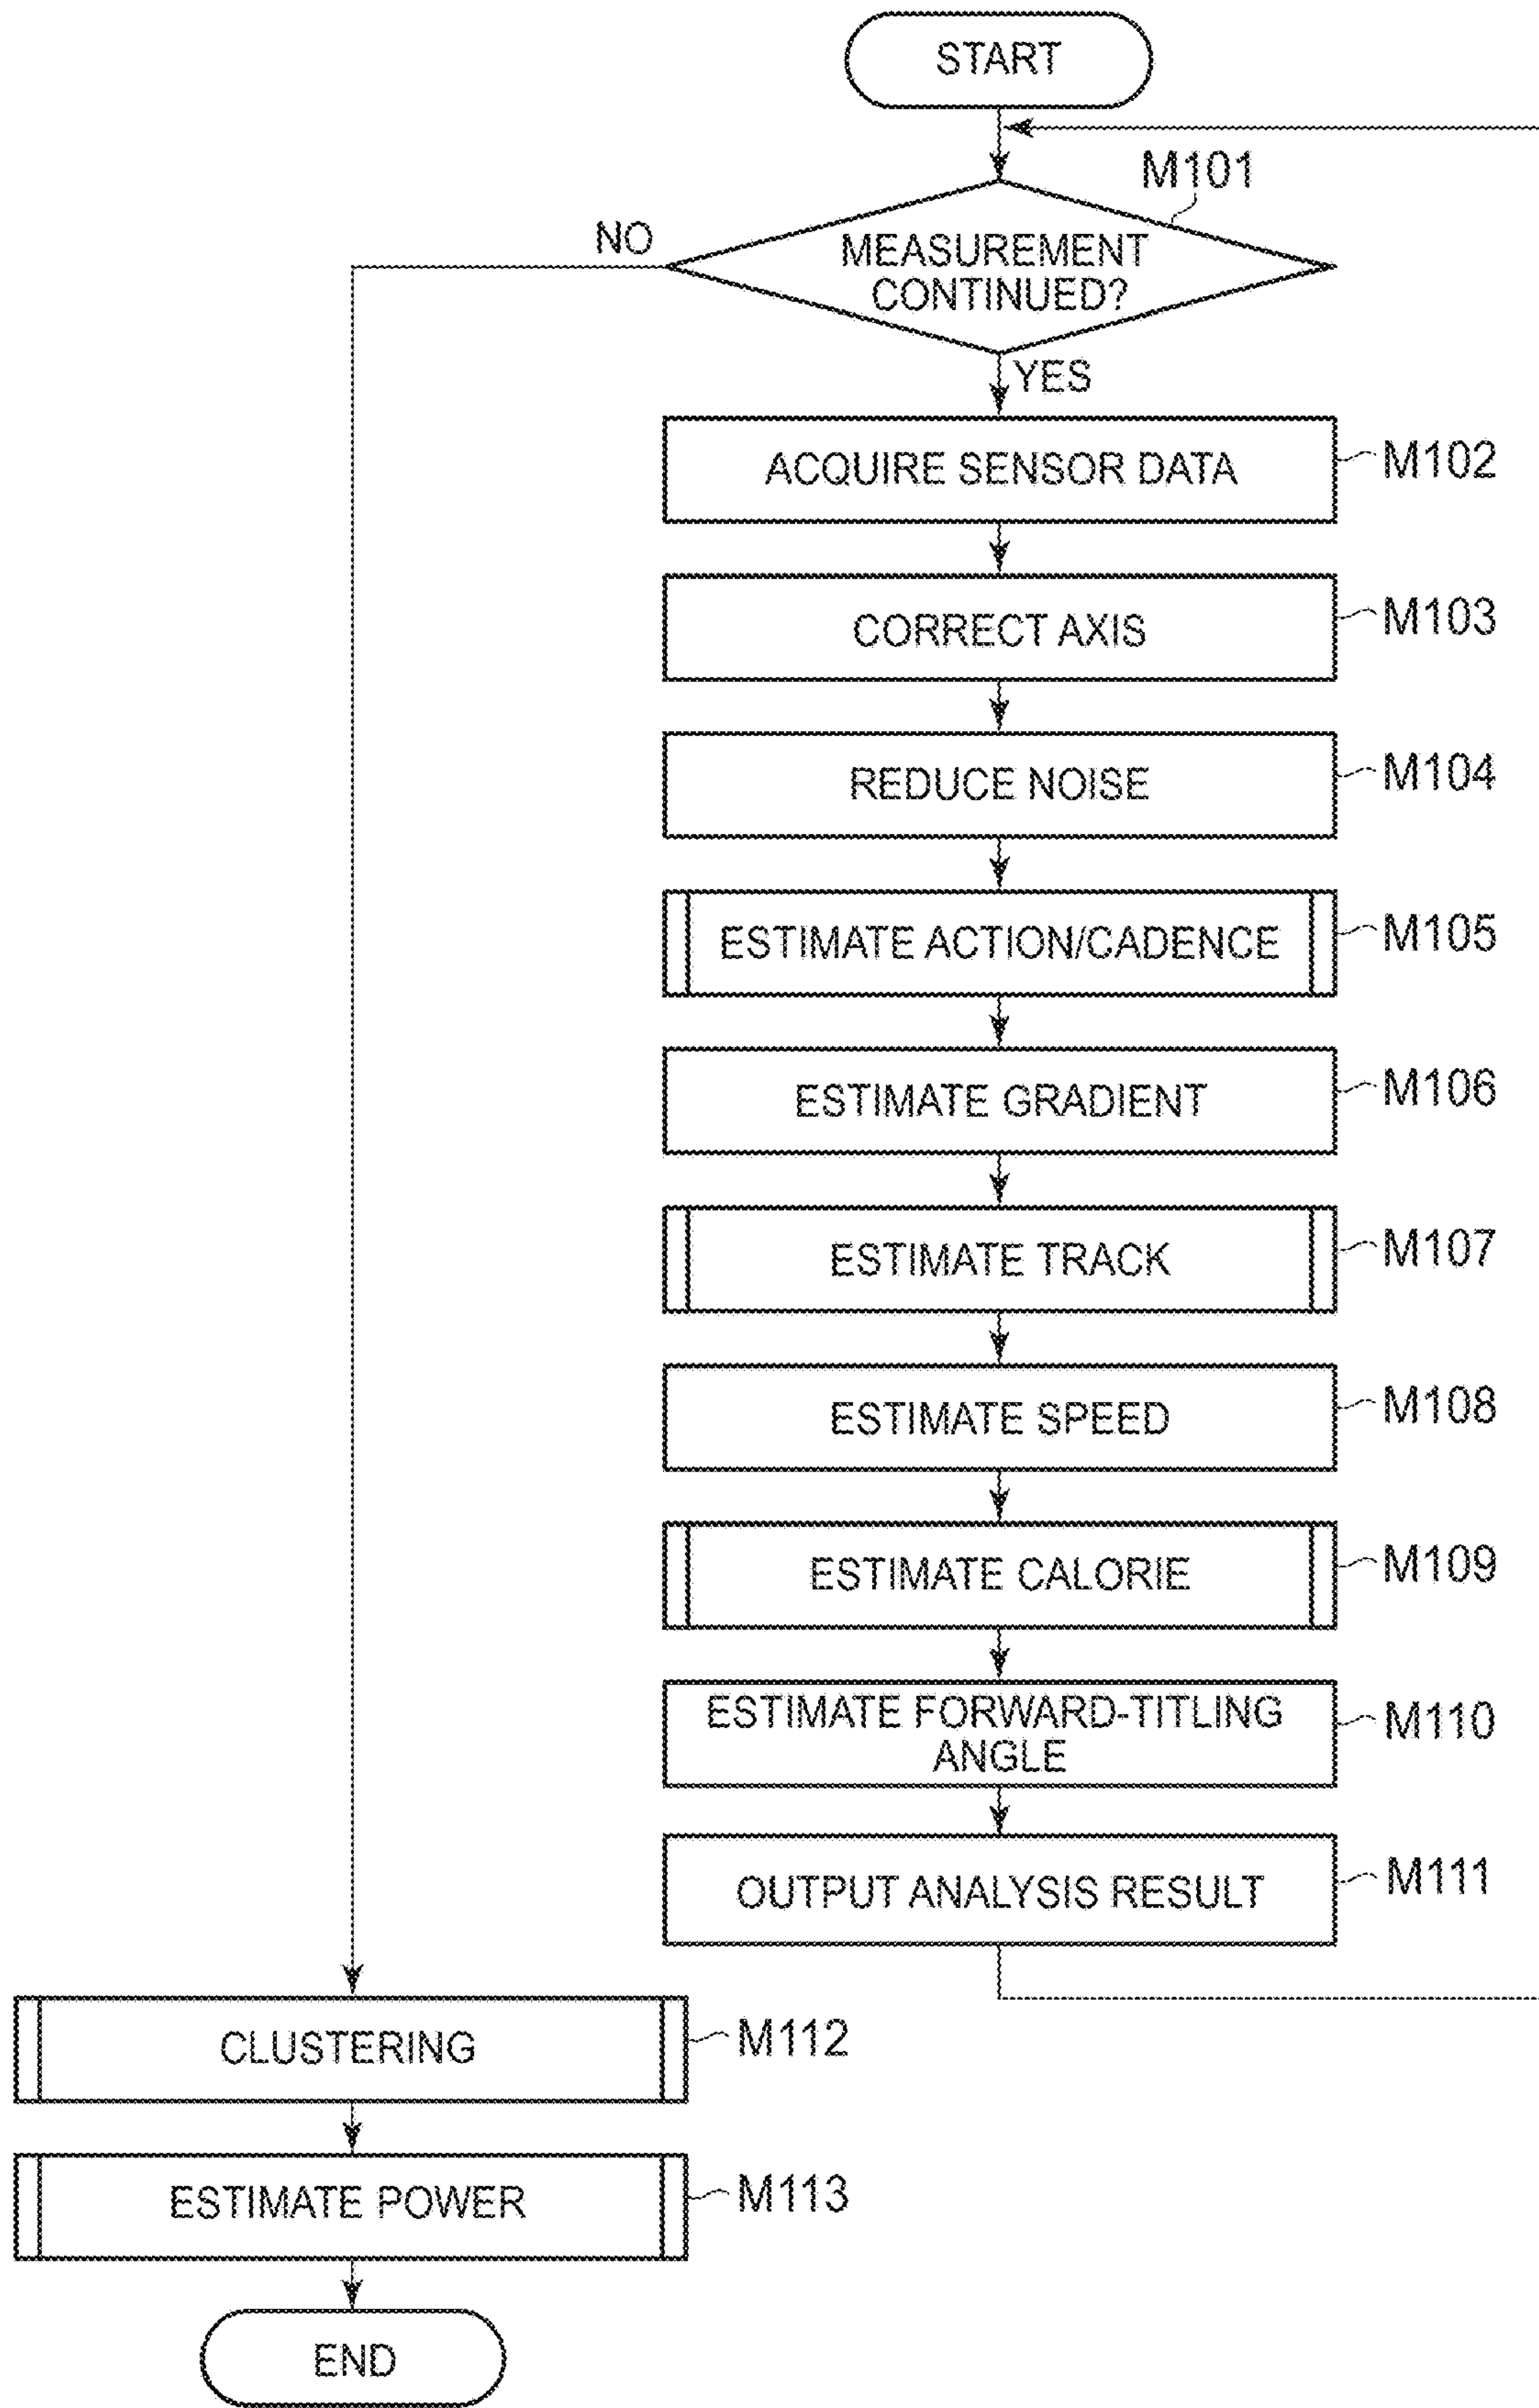 START
M101
NO
MEASUREMENT
CONTINUED?
YES
ACQUIRE SENSOR DATA
M102
CORRECT AXIS
M103
REDUCE NOISE
M104
ESTIMATE ACTION/CADENCE
M105
ESTIMATE GRADIENT
M106
ESTIMATE TRACK
M107
ESTIMATE SPEED
M108
ESTIMATE CALORIE
M109
ESTIMATE FORWARD-TITLING
ANGLE
M110
OUTPUT ANALYSIS RESULT
M111
CLUSTERING
M112
ESTIMATE POWER
M113
END